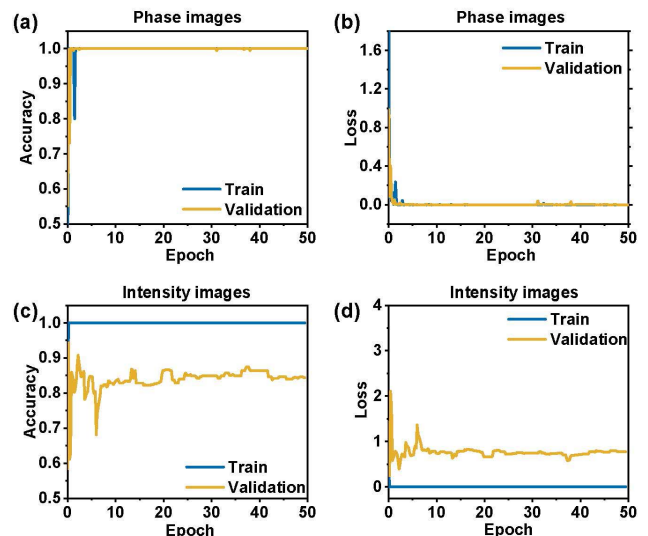 (a)
Phase images
Accuracy
1.0
0.9
0.8
0.7
0.6
0.5
Train
Validation
0 10 20 30 40 50
Epoch
(b)
Phase images
Loss
1.6
1.2
0.8
0.4
0.0
Train
Validation
0 10 20 30 40 50
Epoch
(c)
Intensity images
Accuracy
1.0
0.9
0.8
0.7
0.6
0.5
Train
Validation
0 10 20 30 40 50
Epoch
(d)
Intensity images
Loss
4
3
2
1
0
Train
Validation
0 10 20 30 40 50
Epoch